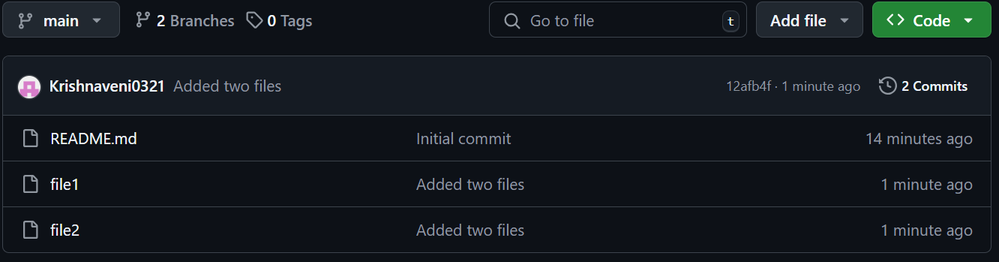 main 2 Branches 0 Tags Go to file t Add file Code
Krishnaveni0321 Added two files 12afb4f · 1 minute ago 2 Commits
README.md Initial commit 14 minutes ago
file1 Added two files 1 minute ago
file2 Added two files 1 minute ago